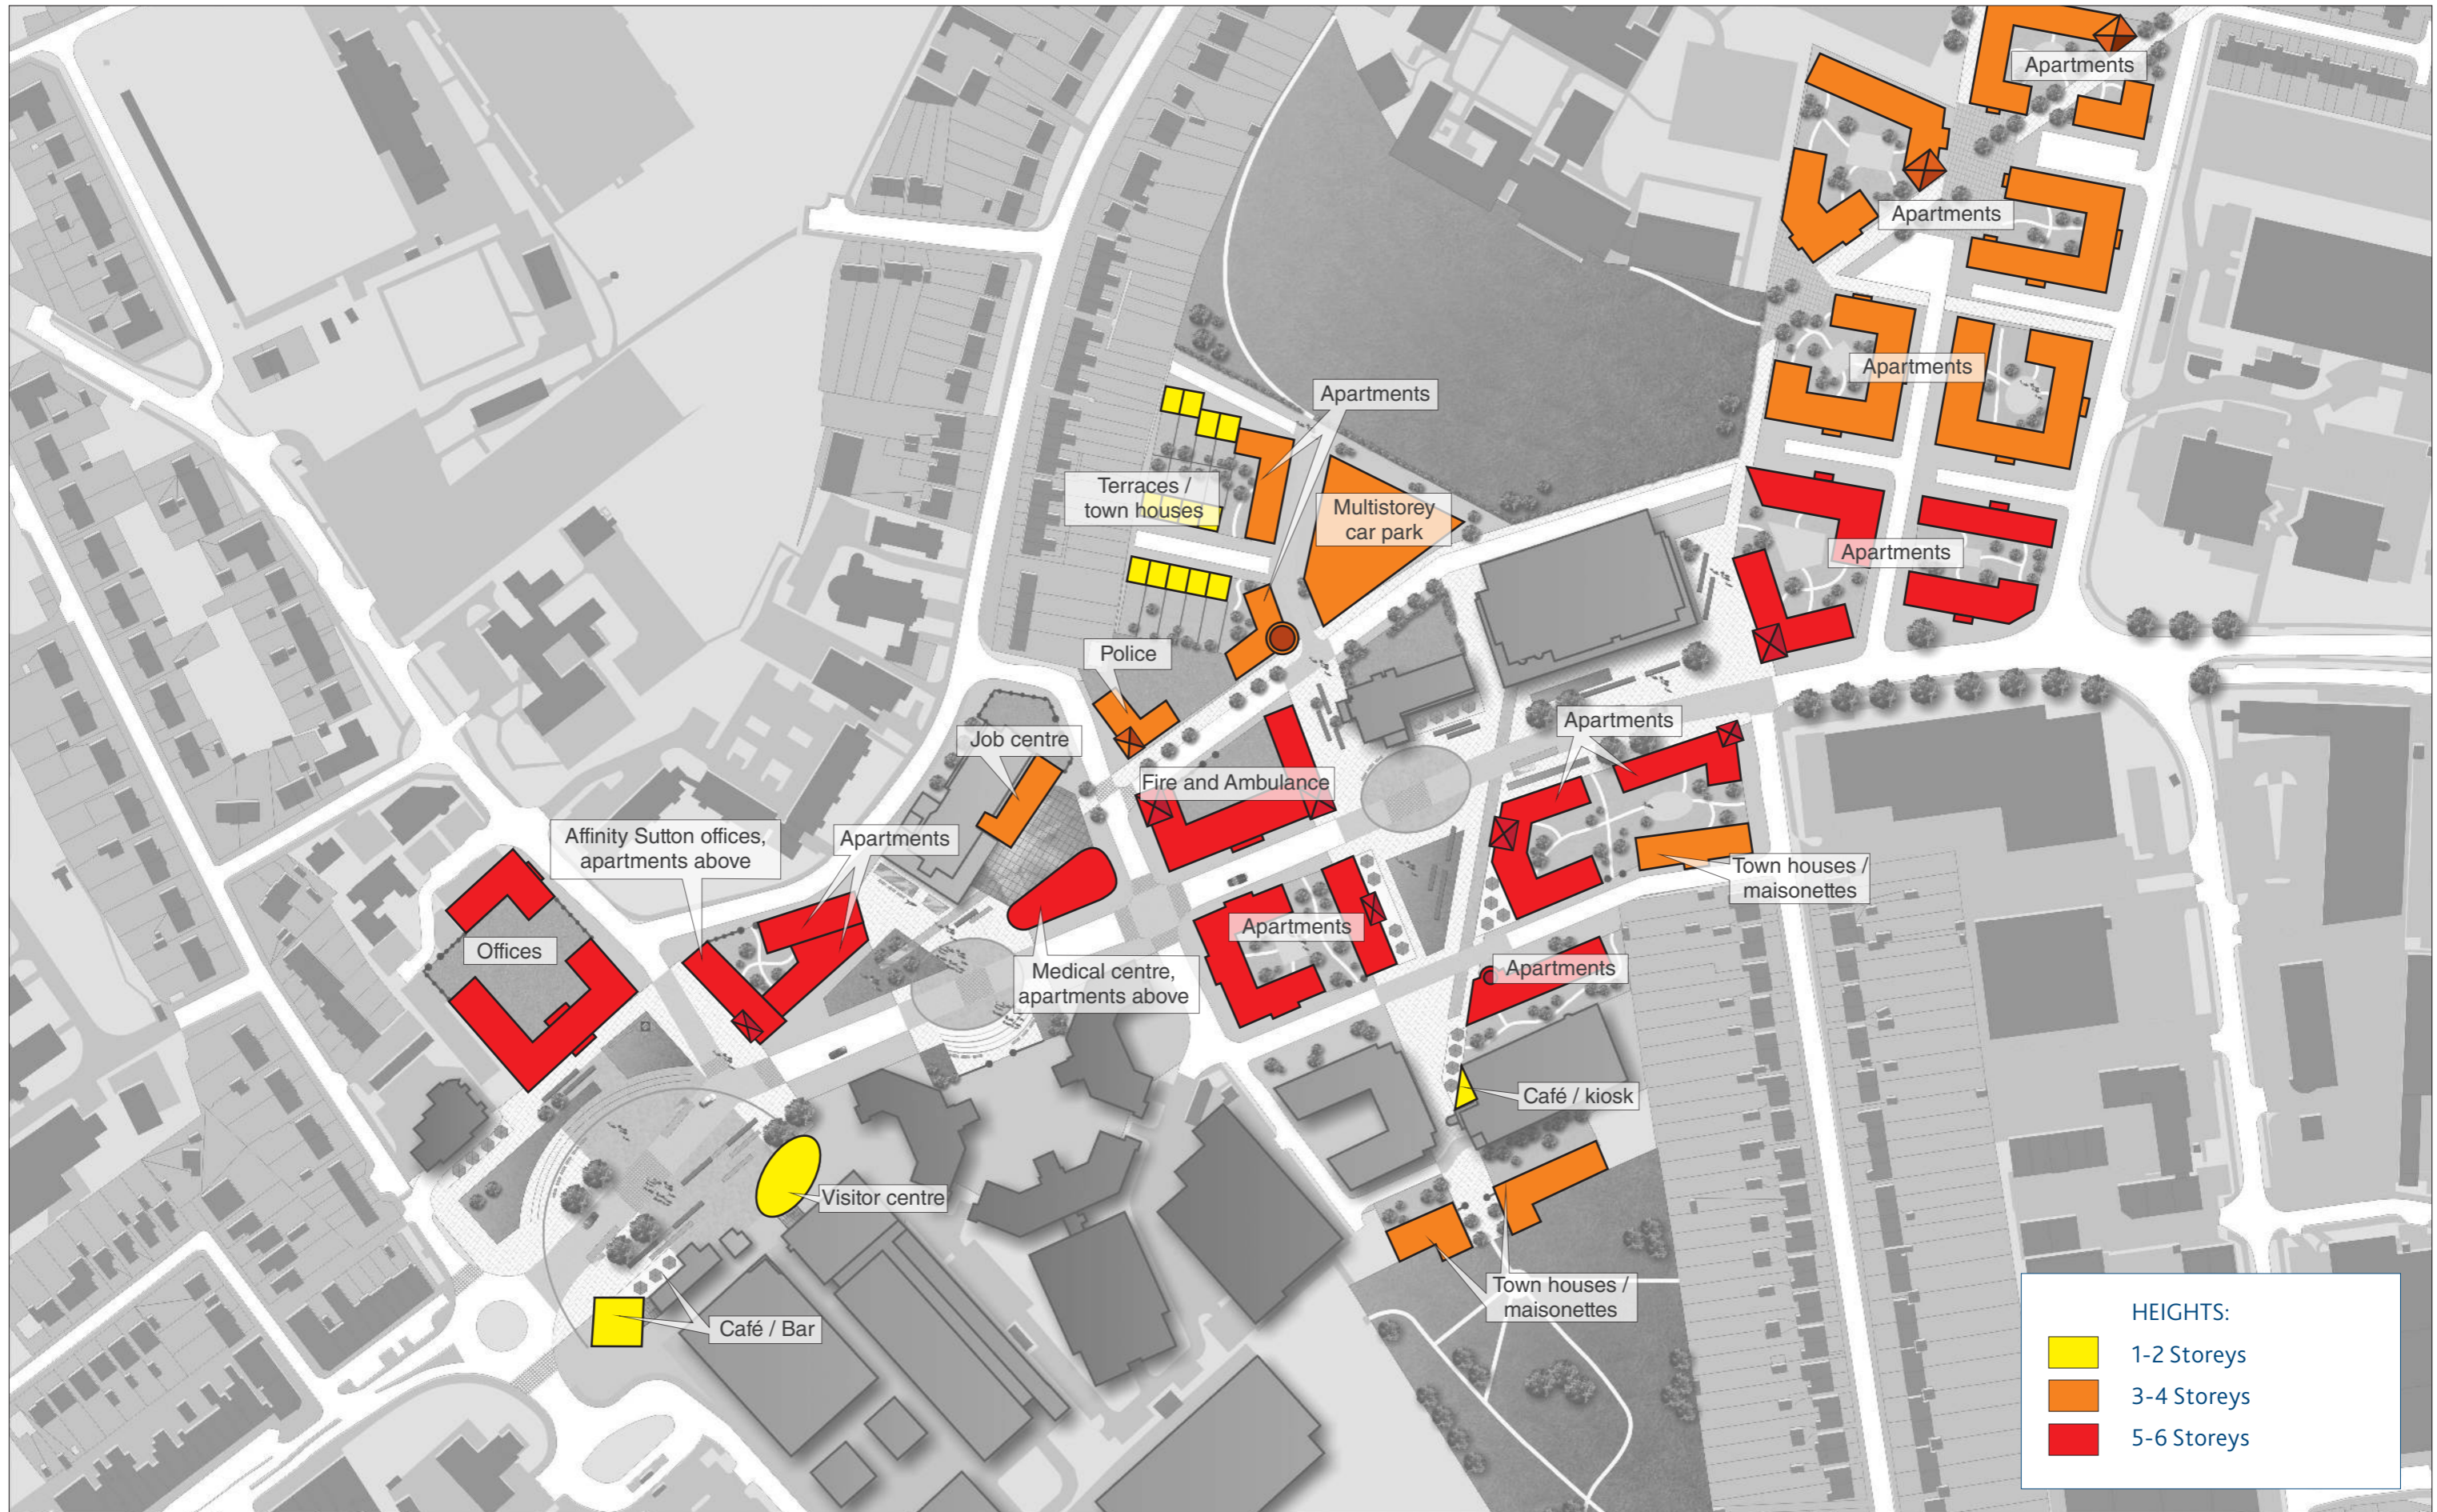 Apartments
Apartments
Apartments
Apartments
Terraces /
town houses
Multistorey
car park
Apartments
Police
Apartments
Job centre
Fire and Ambulance
Affinity Sutton offices,
apartments above
Apartments
Town houses /
maisonettes
Apartments
Offices
Medical centre,
apartments above
Apartments
Café / kiosk
Visitor centre
Town houses /
maisonettes
Café / Bar
HEIGHTS:
1-2 Storeys
3-4 Storeys
5-6 Storeys